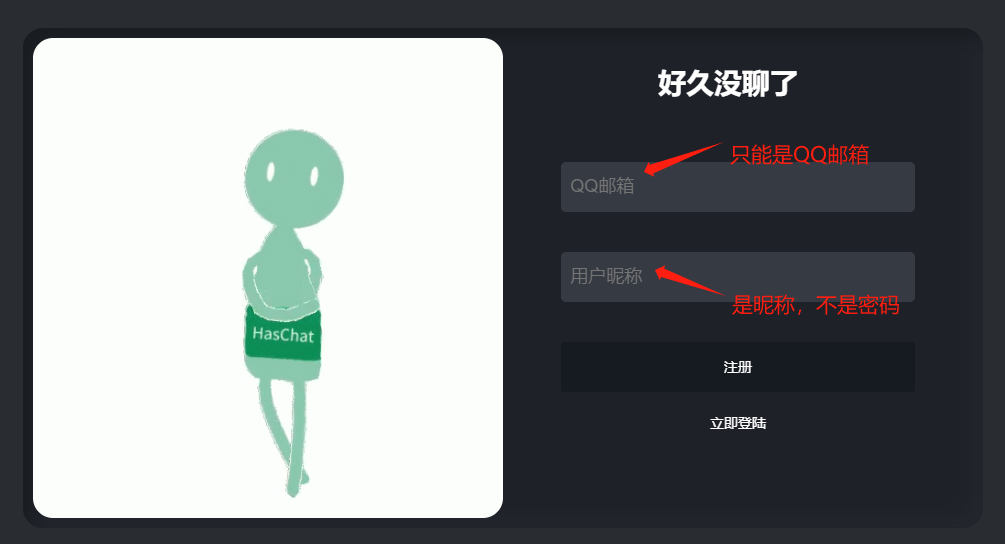 好久没聊了
只能是QQ邮箱
QQ邮箱
用户昵称
是昵称，不是密码
HasChat
注册
立即登陆